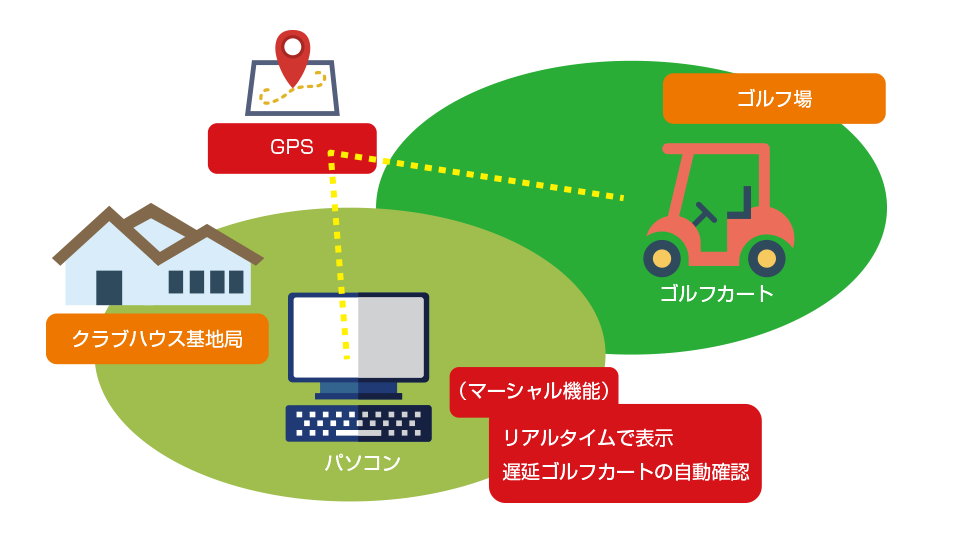 GPS
ゴルフ場
ゴルフカート
クラブハウス基地局
パソコン
（マーシャル機能）
リアルタイムで表示
遅延ゴルフカートの自動確認